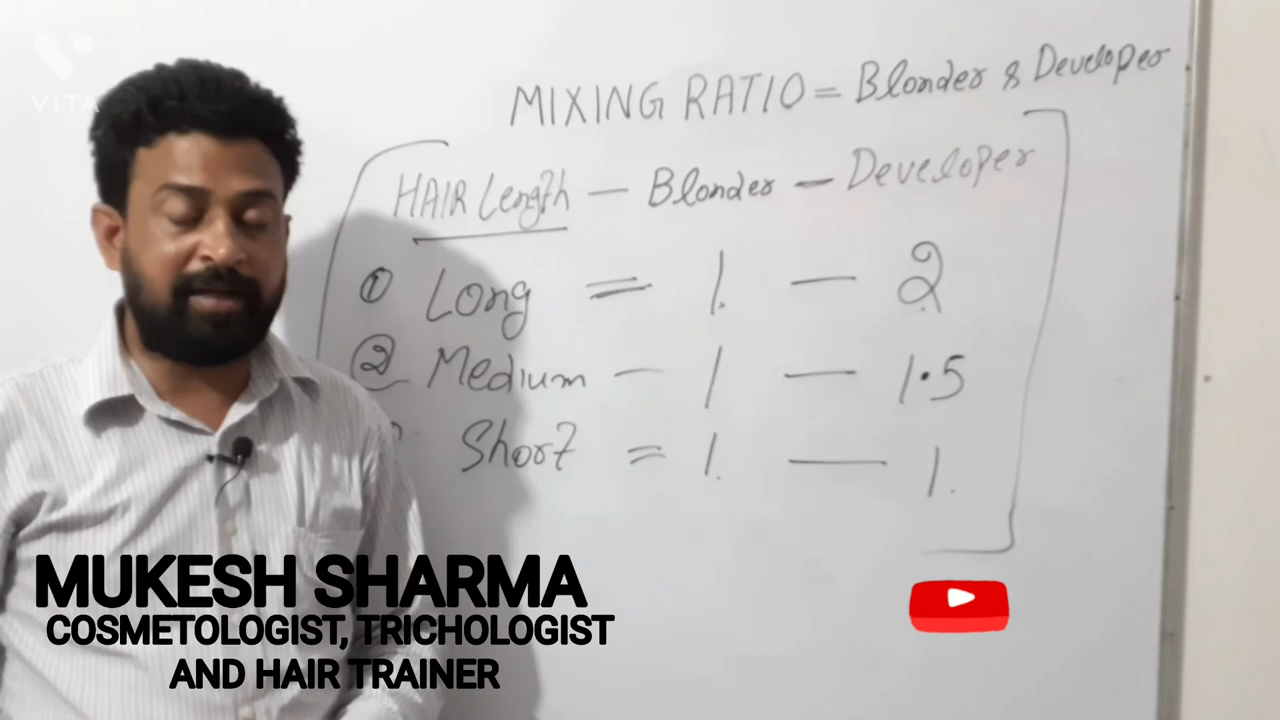 VITA
MIXING RATIO = Blonder & Developer
HAIR Length — Blonder — Developer
① Long = 1. — 2
② Medium — 1 — 1.5
Short = 1. — 1.
MUKESH SHARMA
COSMETOLOGIST, TRICHOLOGIST
AND HAIR TRAINER